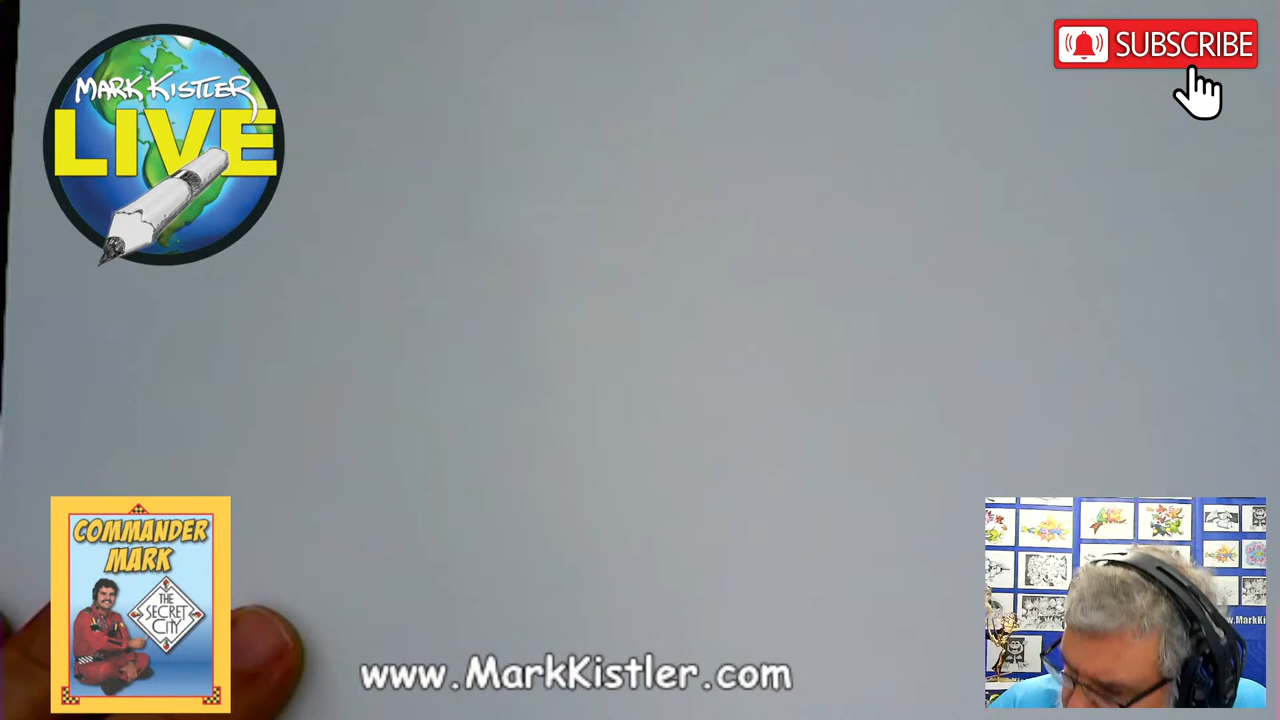 MARK KISTLER
LIVE
SUBSCRIBE
COMMANDER
MARK
THE
SECRET
CITY
www.MarkKistler.com